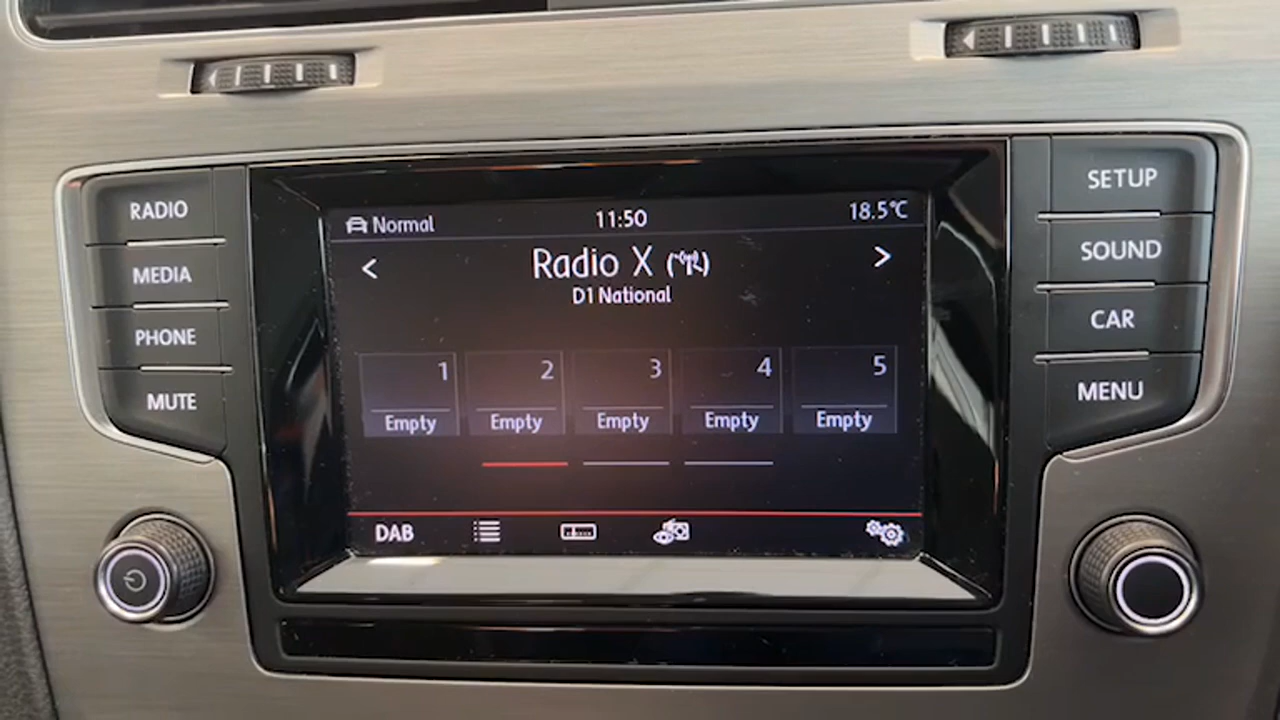 RADIO
MEDIA
PHONE
MUTE
Normal 11:50 18.5°C
< Radio X >
D1 National
1 2 3 4 5
Empty Empty Empty Empty Empty
DAB
SETUP
SOUND
CAR
MENU